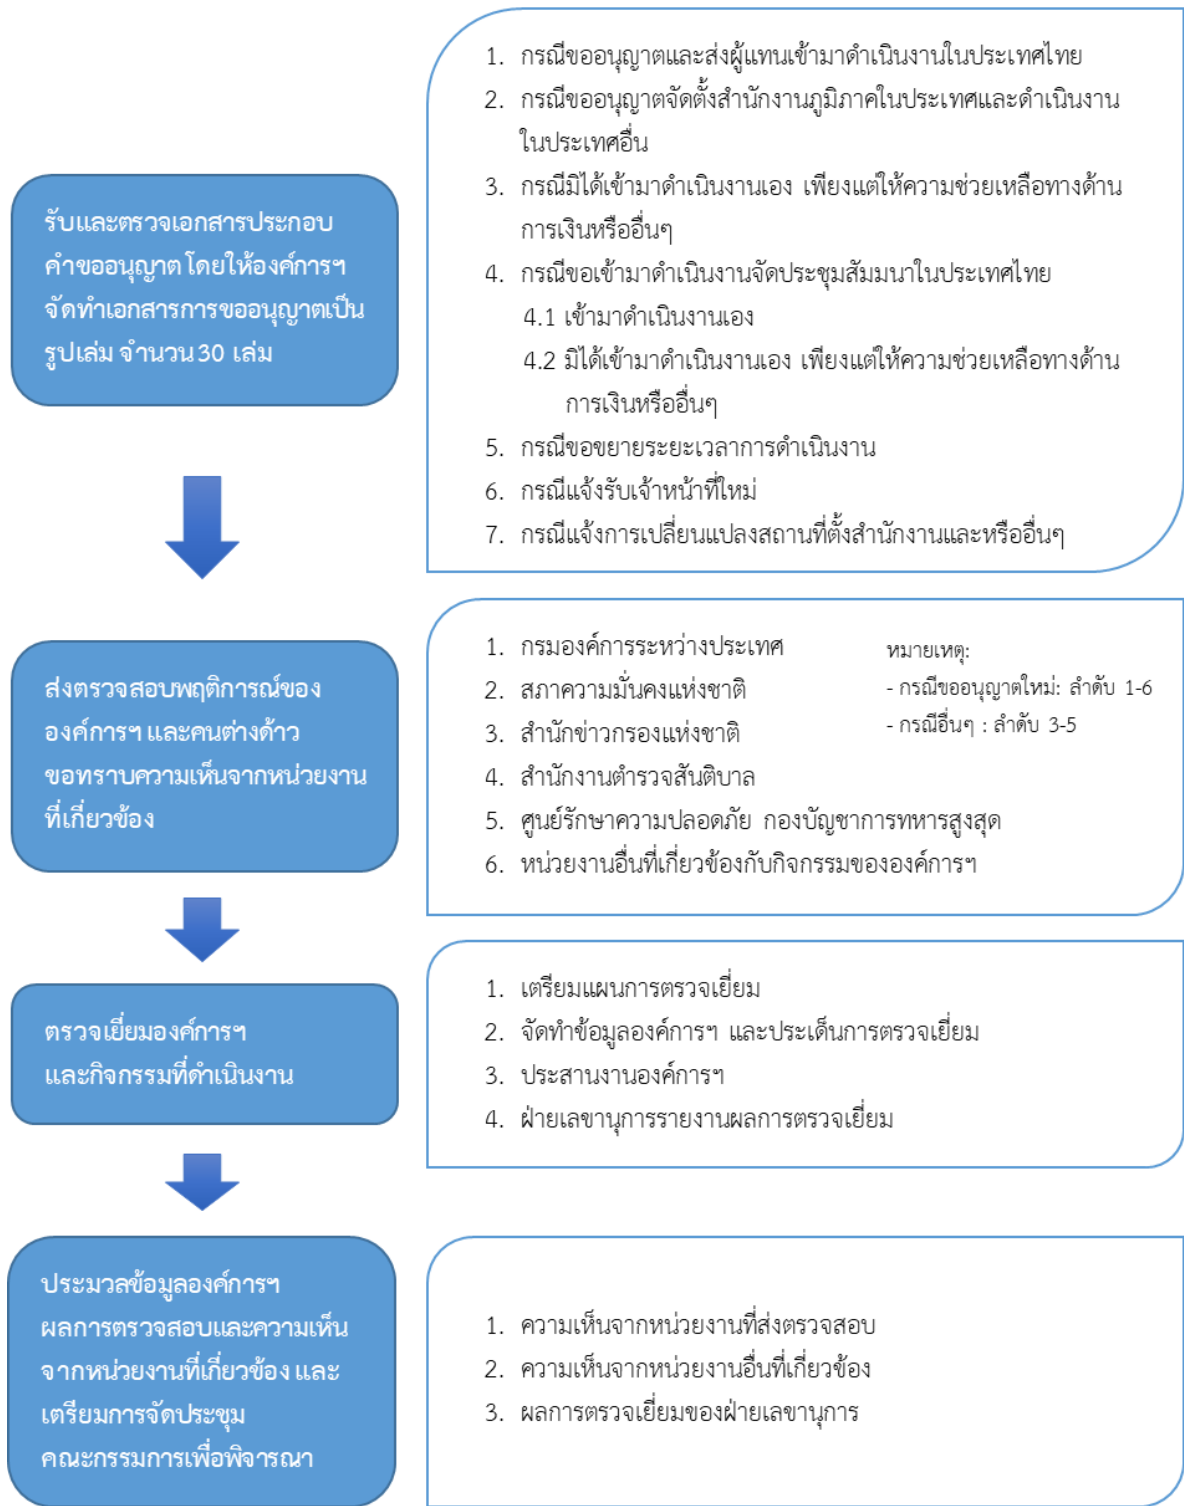 รับและตรวจเอกสารประกอบ
คำขออนุญาต โดยให้องค์การฯ
จัดทำเอกสารการขออนุญาตเป็น
รูปเล่ม จำนวน 30 เล่ม
1. กรณีขออนุญาตและส่งผู้แทนเข้ามาดำเนินงานในประเทศไทย
2. กรณีขออนุญาตจัดตั้งสำนักงานภูมิภาคในประเทศและดำเนินงาน
ในประเทศอื่น
3. กรณีมิได้เข้ามาดำเนินงานเอง เพียงแต่ให้ความช่วยเหลือทางด้าน
การเงินหรืออื่นๆ
4. กรณีขอเข้ามาดำเนินงานจัดประชุมสัมมนาในประเทศไทย
4.1 เข้ามาดำเนินงานเอง
4.2 มิได้เข้ามาดำเนินงานเอง เพียงแต่ให้ความช่วยเหลือทางด้าน
การเงินหรืออื่นๆ
5. กรณีขอขยายระยะเวลาการดำเนินงาน
6. กรณีแจ้งรับเจ้าหน้าที่ใหม่
7. กรณีแจ้งการเปลี่ยนแปลงสถานที่ตั้งสำนักงานและหรืออื่นๆ
ส่งตรวจสอบพฤติการณ์ของ
องค์การฯ และคนต่างด้าว
ขอทราบความเห็นจากหน่วยงาน
ที่เกี่ยวข้อง
1. กรมองค์การระหว่างประเทศ
2. สภาความมั่นคงแห่งชาติ
3. สำนักข่าวกรองแห่งชาติ
4. สำนักงานตำรวจสันติบาล
5. ศูนย์รักษาความปลอดภัย กองบัญชาการทหารสูงสุด
6. หน่วยงานอื่นที่เกี่ยวข้องกับกิจกรรมขององค์การฯ
หมายเหตุ:
- กรณีขออนุญาตใหม่: ลำดับ 1-6
- กรณีอื่นๆ : ลำดับ 3-5
ตรวจเยี่ยมองค์การฯ
และกิจกรรมที่ดำเนินงาน
1. เตรียมแผนการตรวจเยี่ยม
2. จัดทำข้อมูลองค์การฯ และประเด็นการตรวจเยี่ยม
3. ประสานงานองค์การฯ
4. ฝ่ายเลขานุการรายงานผลการตรวจเยี่ยม
ประมวลข้อมูลองค์การฯ
ผลการตรวจสอบและความเห็น
จากหน่วยงานที่เกี่ยวข้อง และ
เตรียมการจัดประชุม
คณะกรรมการเพื่อพิจารณา
1. ความเห็นจากหน่วยงานที่ส่งตรวจสอบ
2. ความเห็นจากหน่วยงานอื่นที่เกี่ยวข้อง
3. ผลการตรวจเยี่ยมของฝ่ายเลขานุการ